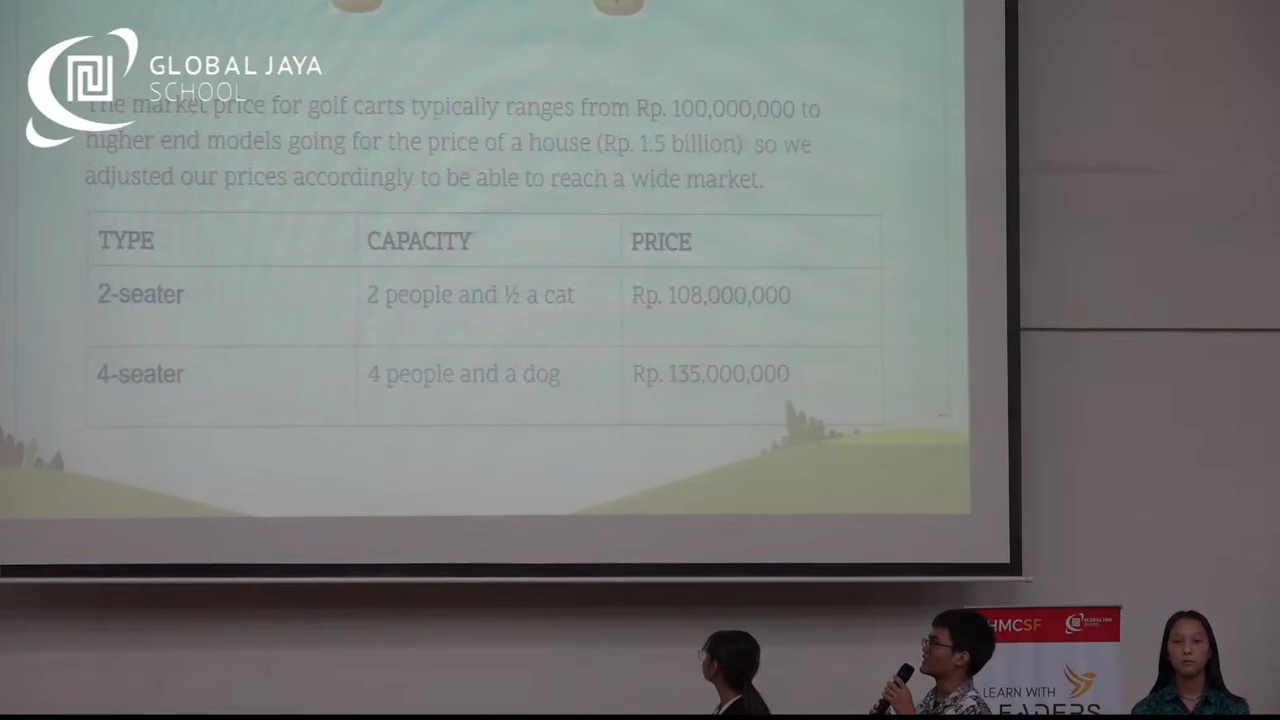 GLOBAL JAYA
SCHOOL
The market price for golf carts typically ranges from Rp. 100,000,000 to
higher end models going for the price of a house (Rp. 1.5 billion) so we
adjusted our prices accordingly to be able to reach a wide market.
TYPE CAPACITY PRICE
2-seater 2 people and ½ a cat Rp. 108,000,000
4-seater 4 people and a dog Rp. 135,000,000
HMCSF
GLOBAL JAYA
SCHOOL
LEARN WITH
LEADERS